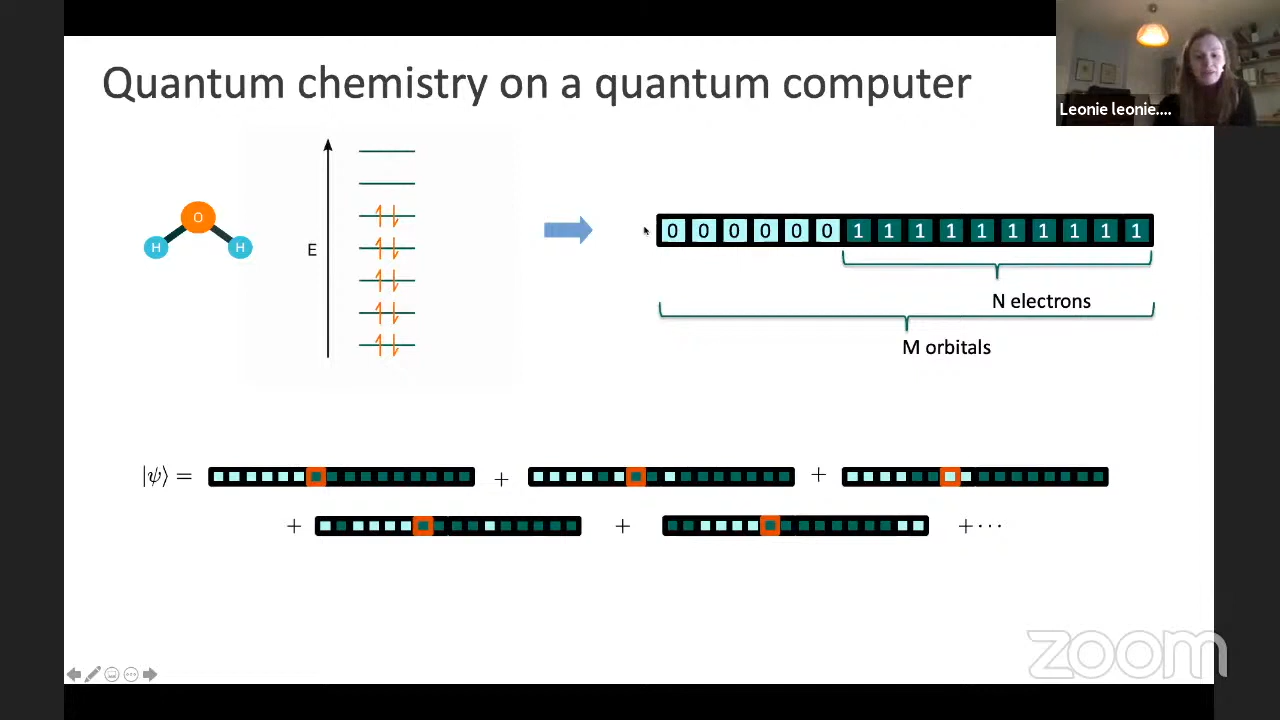 Quantum chemistry on a quantum computer
Leonie leonie....
O
H H
E
0 0 0 0 0 0 1 1 1 1 1 1 1 1 1 1
N electrons
M orbitals
|ψ⟩ = + +
+ + + ···
zoom